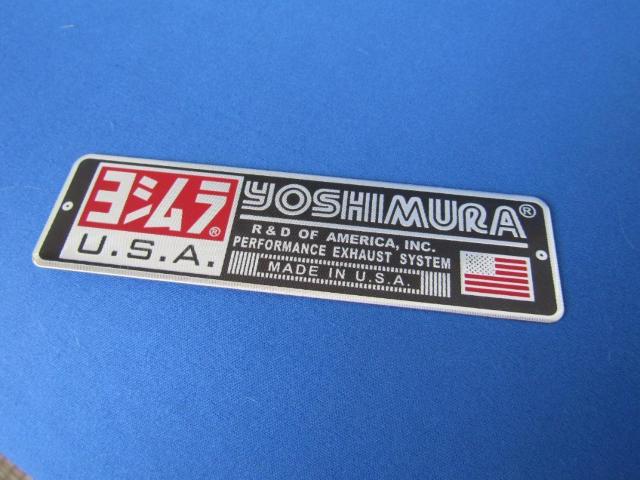 ヨシムラ®
U.S.A.
YOSHIMURA®
R & D OF AMERICA, INC.
PERFORMANCE EXHAUST SYSTEM
MADE IN U.S.A.